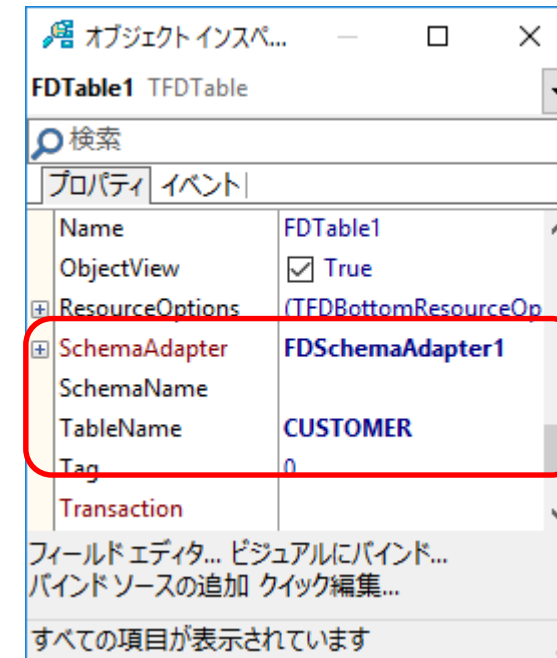 オブジェクト インスペ...
FDTable1 TFDTable
検索
プロパティ イベント
Name FDTable1
ObjectView True
ResourceOptions (TFDBottomResourceOp
SchemaAdapter FDSchemaAdapter1
SchemaName
TableName CUSTOMER
Tag 0
Transaction
フィールド エディタ... ビジュアルにバインド...
バインド ソースの追加 クイック編集...
すべての項目が表示されています